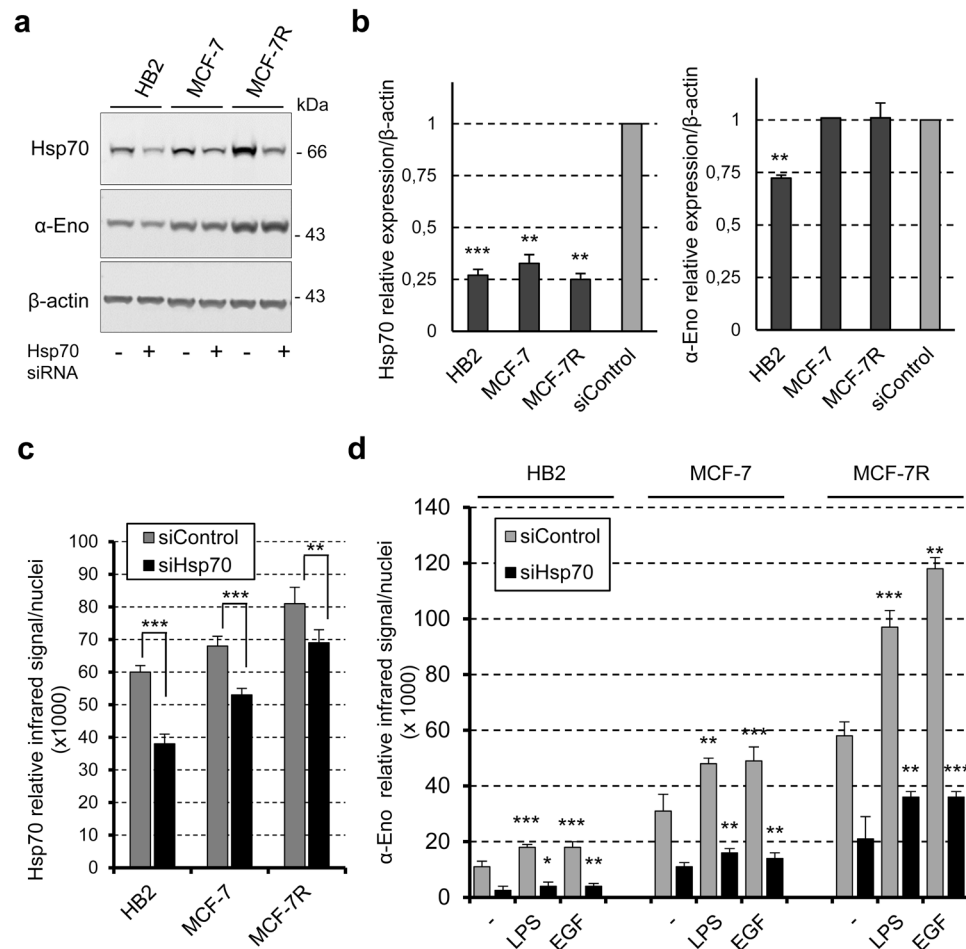 a
HB2
MCF-7
MCF-7R
kDa
Hsp70
- 66
α-Eno
- 43
β-actin
- 43
Hsp70
siRNA
- + - + - +
b
Hsp70 relative expression/β-actin
1
0,75
0,5
0,25
0
***
**
**
HB2
MCF-7
MCF-7R
siControl
α-Eno relative expression/β-actin
1
0,75
0,5
0,25
0
**
HB2
MCF-7
MCF-7R
siControl
c
Hsp70 relative infrared signal/nuclei
(x1000)
100
90
80
70
60
50
40
30
20
10
0
siControl
siHsp70
***
***
**
HB2
MCF-7
MCF-7R
d
HB2
MCF-7
MCF-7R
α-Eno relative infrared signal/nuclei
(x 1000)
140
120
100
80
60
40
20
0
siControl
siHsp70
***
*
***
**
**
**
***
**
***
**
**
***
-
LPS
EGF
-
LPS
EGF
-
LPS
EGF